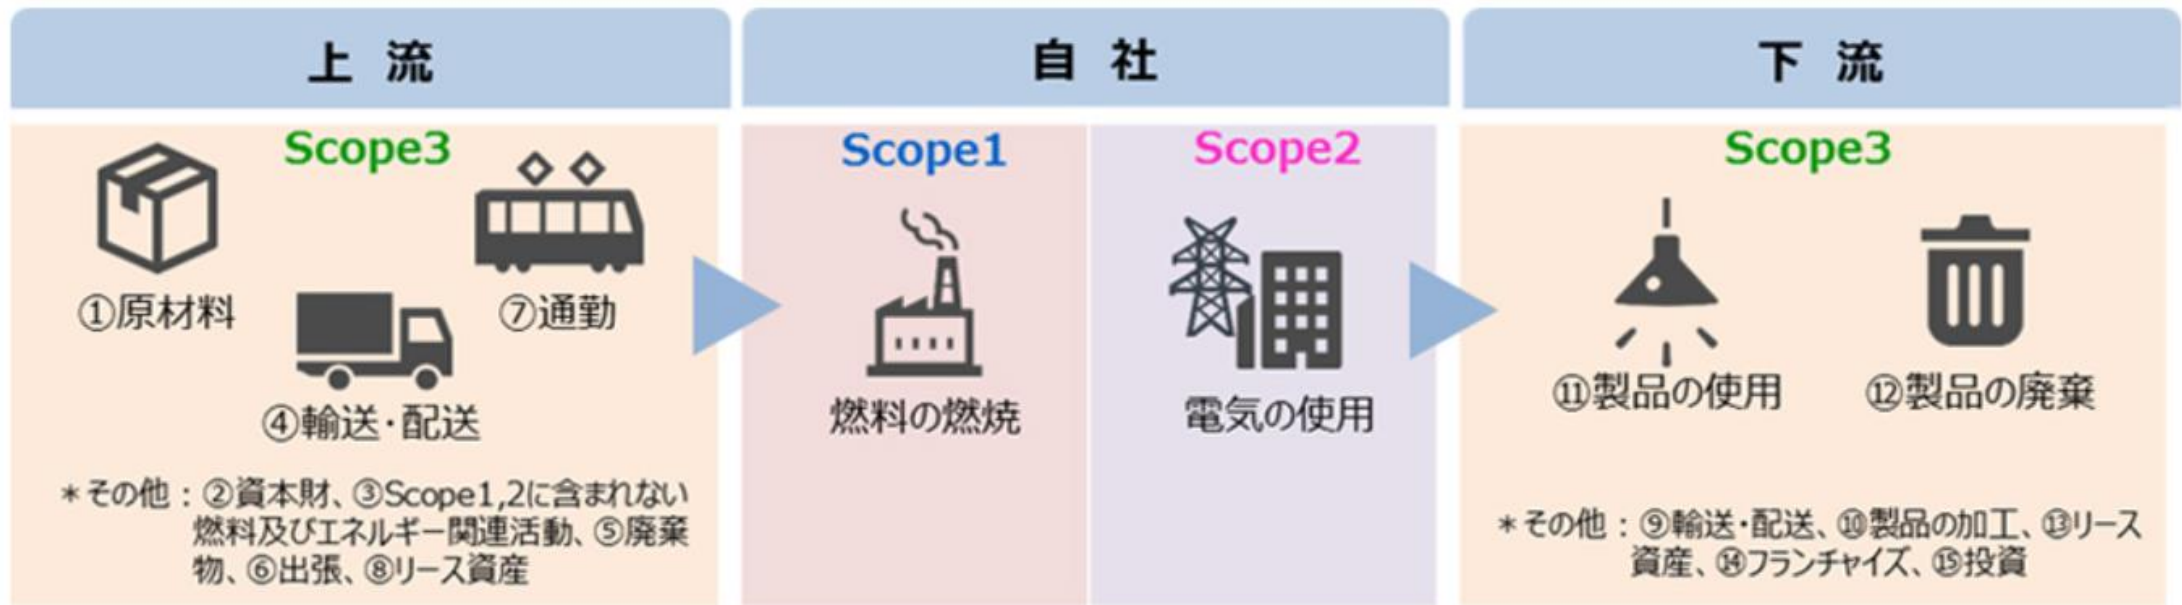 上 流
Scope3
①原材料
⑦通勤
④輸送・配送
＊その他：②資本財、③Scope1,2に含まれない
燃料及びエネルギー関連活動、⑤廃棄
物、⑥出張、⑧リース資産
自 社
Scope1
燃料の燃焼
Scope2
電気の使用
下 流
Scope3
⑪製品の使用
⑫製品の廃棄
＊その他：⑨輸送・配送、⑩製品の加工、⑬リース
資産、⑭フランチャイズ、⑮投資